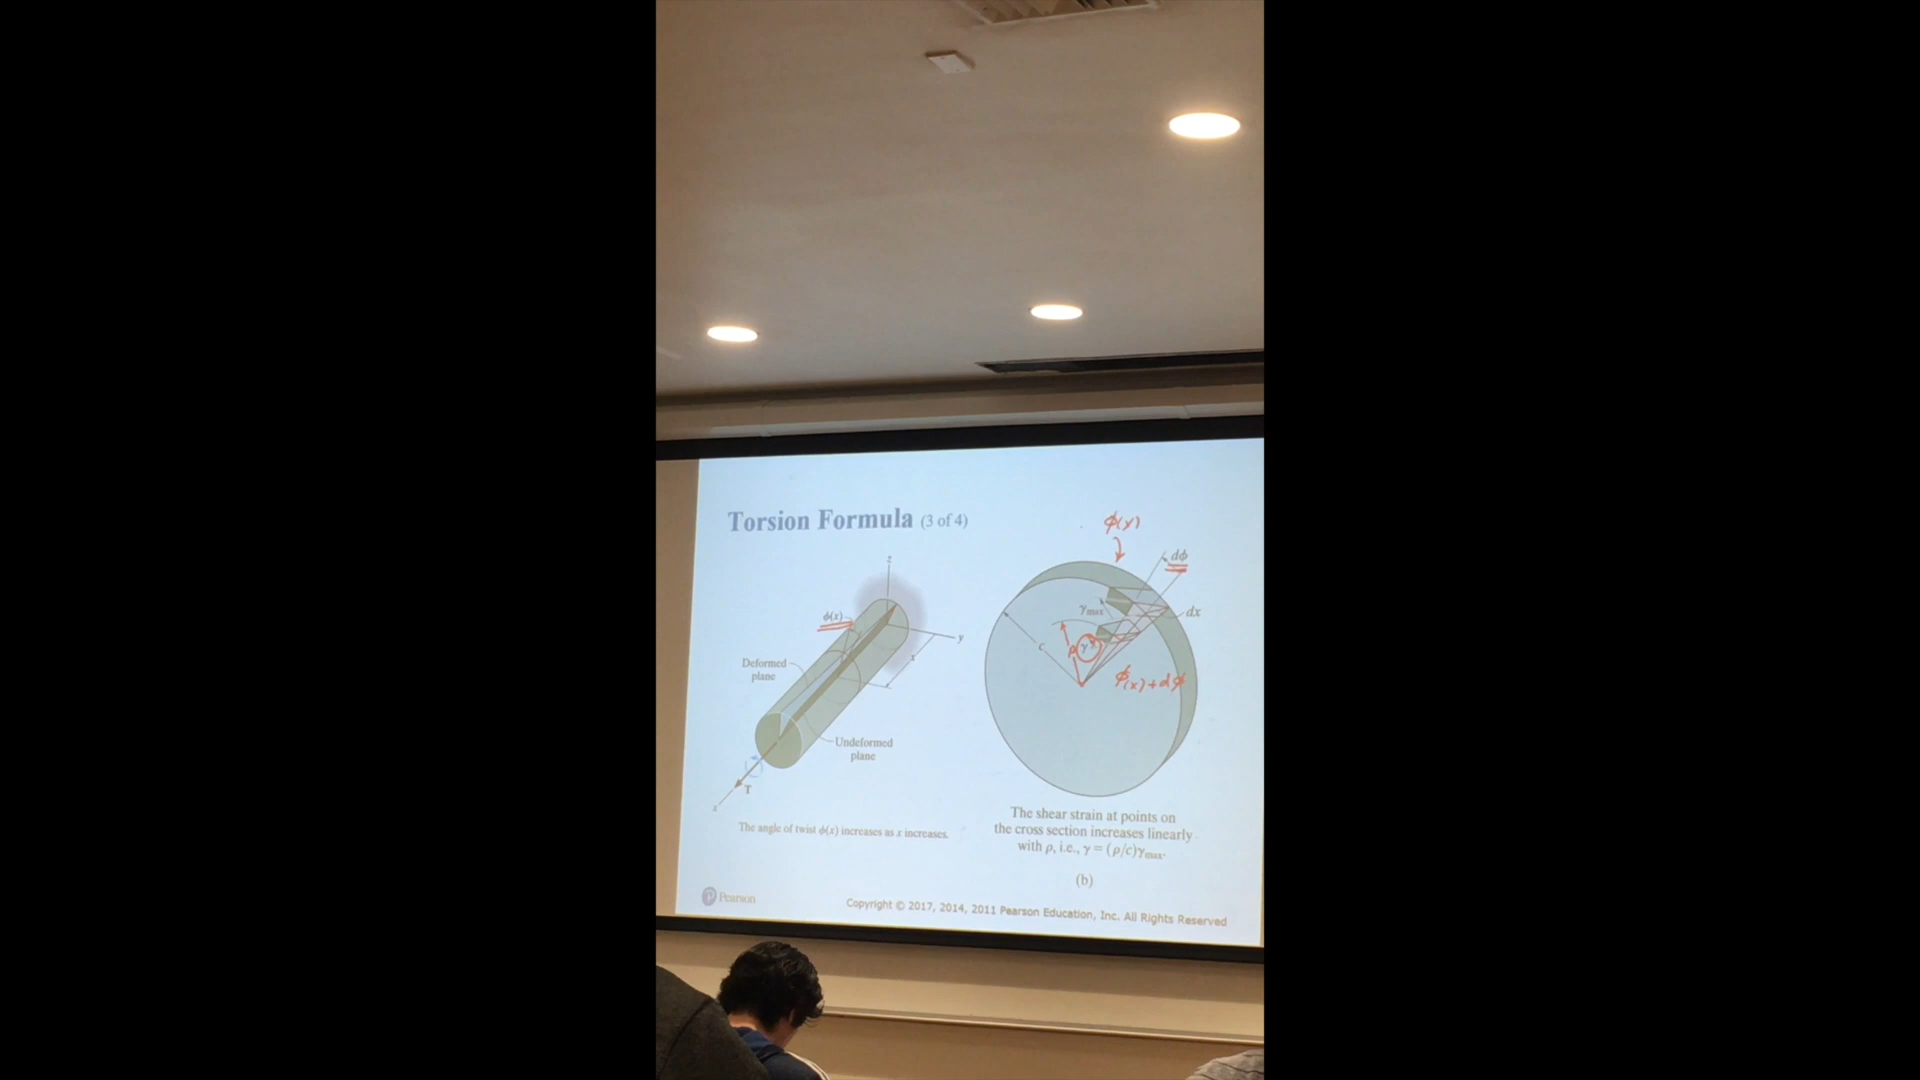 Torsion Formula (3 of 4)
z
ϕ(x)
y
x
Deformed
plane
Undeformed
plane
T
x
The angle of twist ϕ(x) increases as x increases.
ϕ(x)
dϕ
γmax
dx
c
ρ
γ
ϕ(x)+dϕ
The shear strain at points on
the cross section increases linearly
with ρ, i.e., γ = (ρ/c)γmax.
(b)
P Pearson
Copyright © 2017, 2014, 2011 Pearson Education, Inc. All Rights Reserved